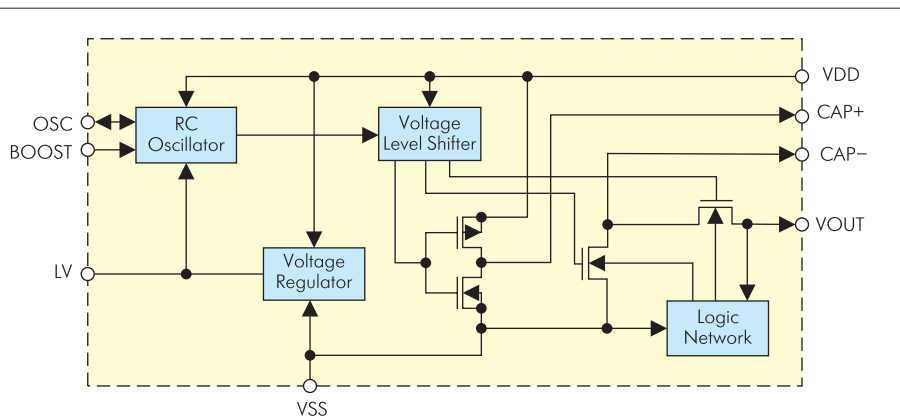 VDD
OSC
RC
Oscillator
Voltage
Level Shifter
CAP+
BOOST
CAP−
VOUT
LV
Voltage
Regulator
Logic
Network
VSS